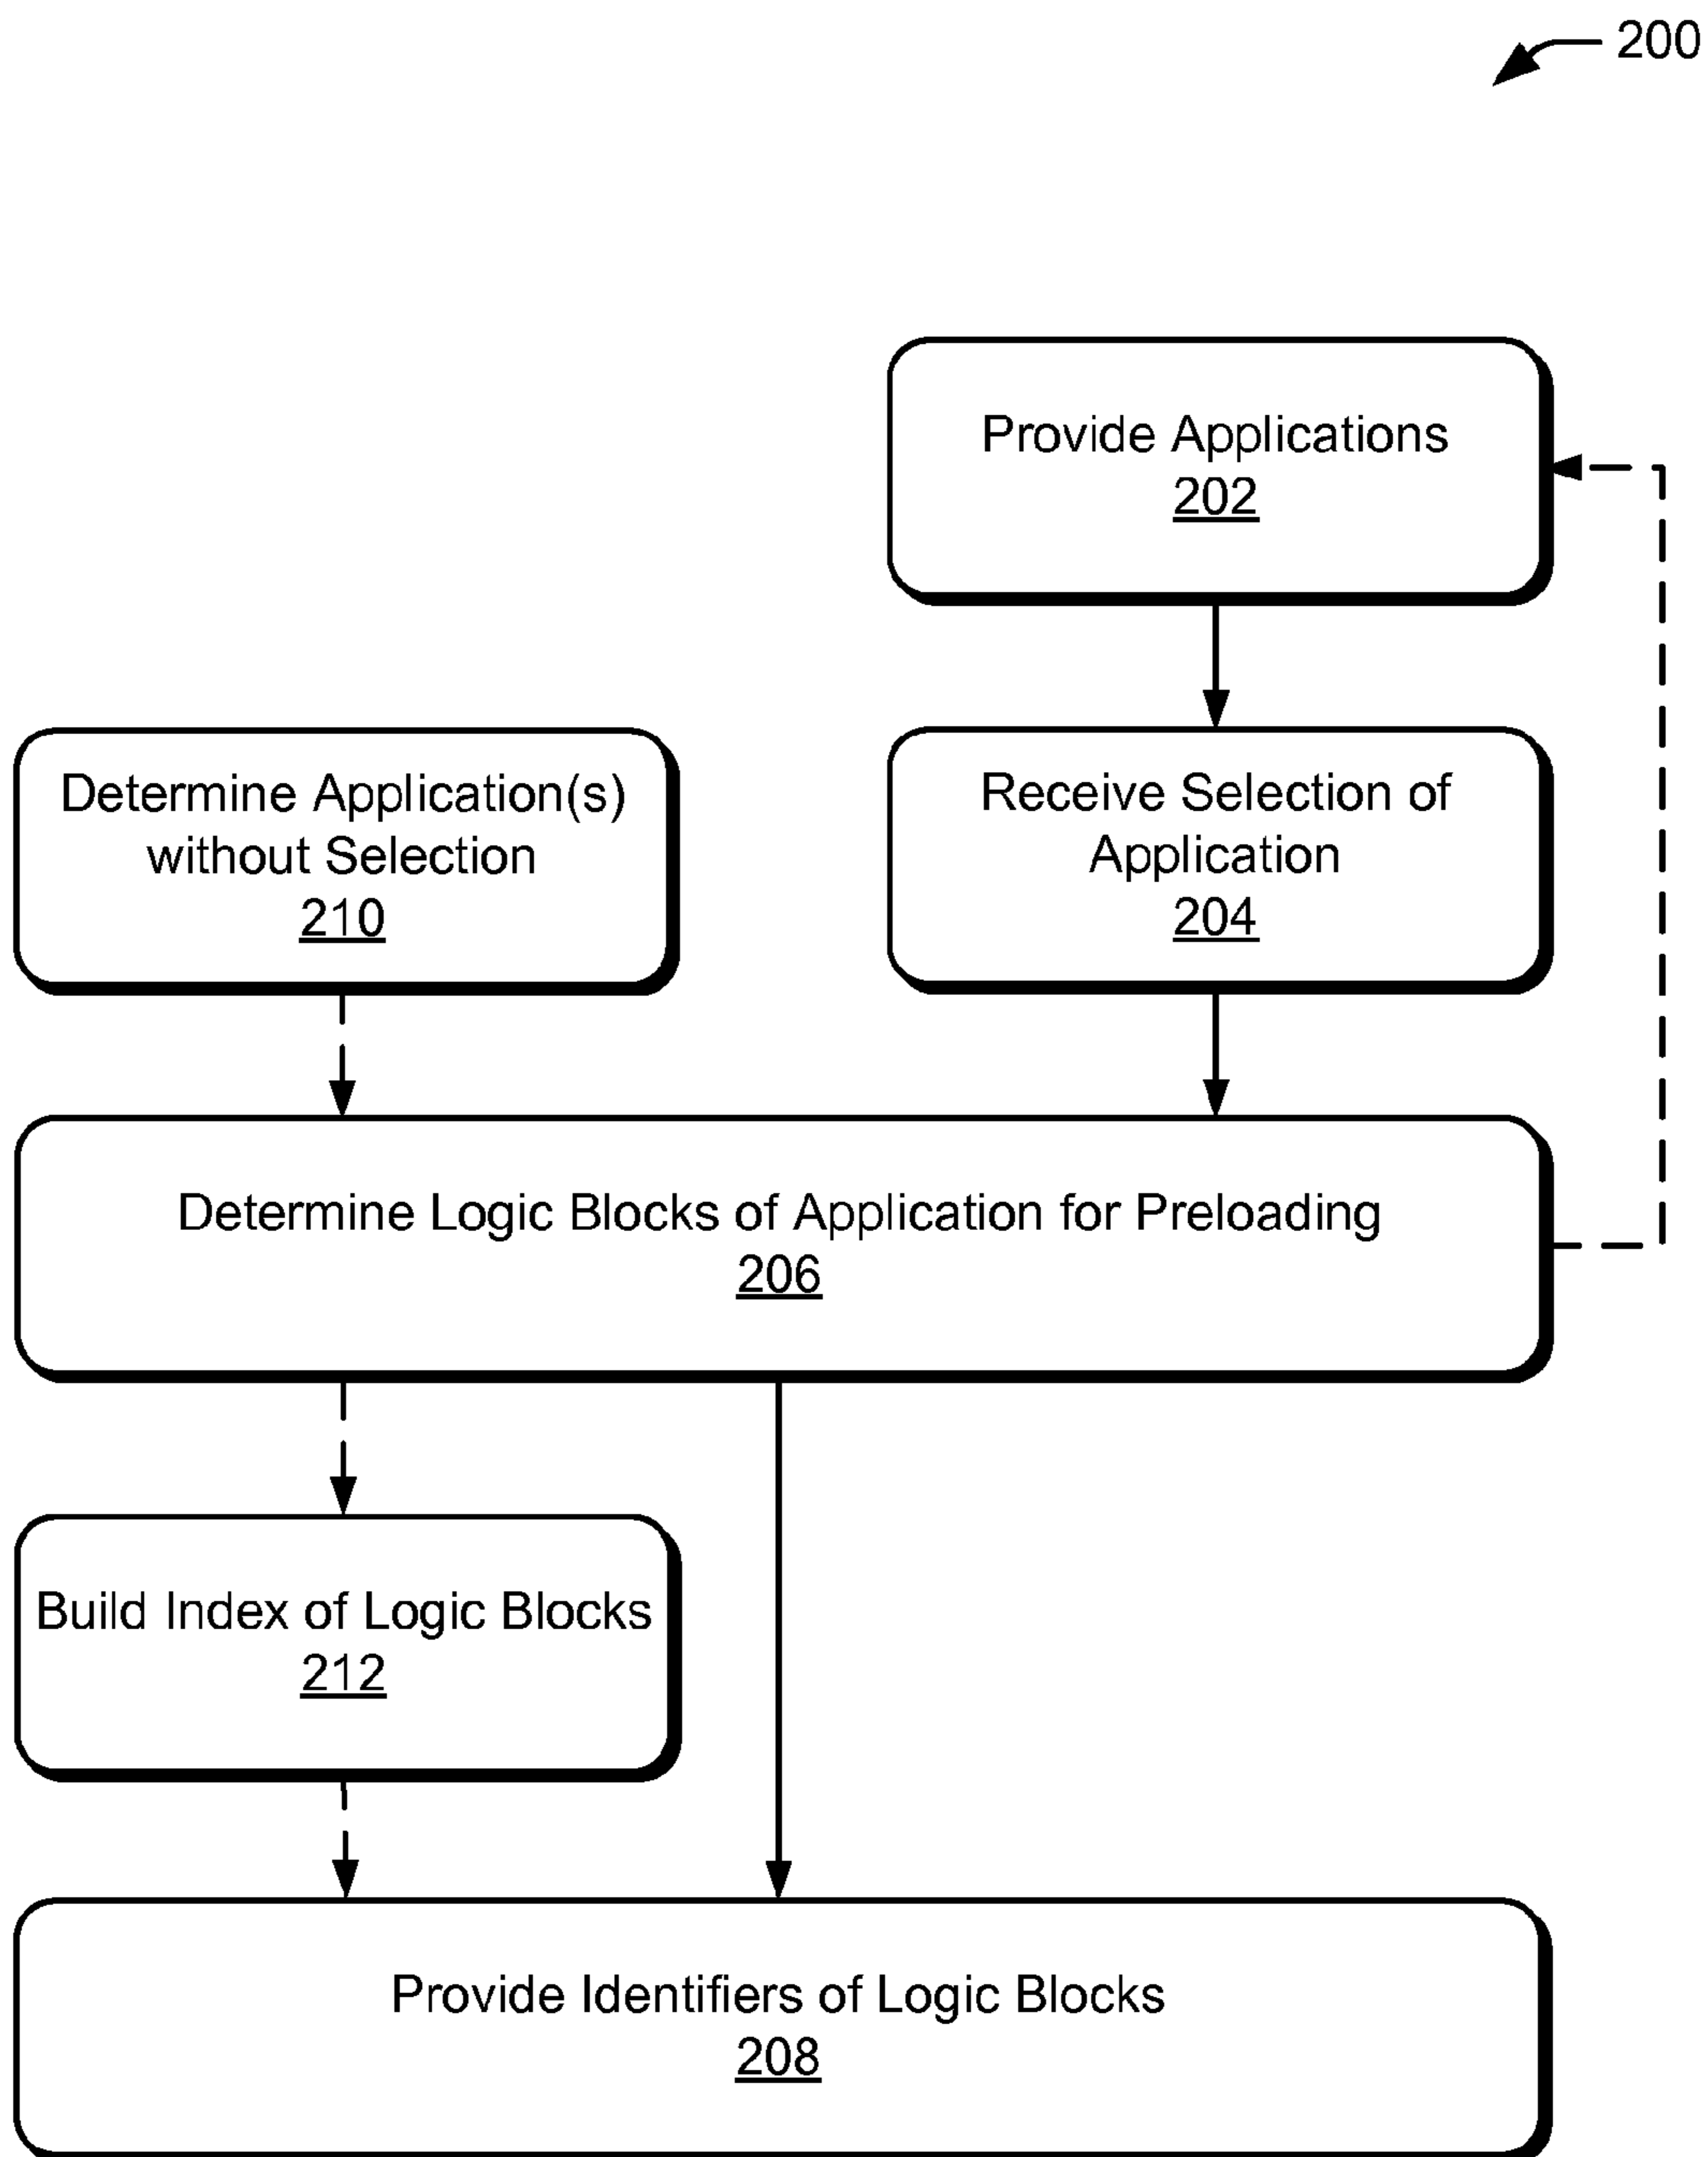 200
Provide Applications
202
Determine Application(s)
without Selection
210
Receive Selection of
Application
204
Determine Logic Blocks of Application for Preloading
206
Build Index of Logic Blocks
212
Provide Identifiers of Logic Blocks
208